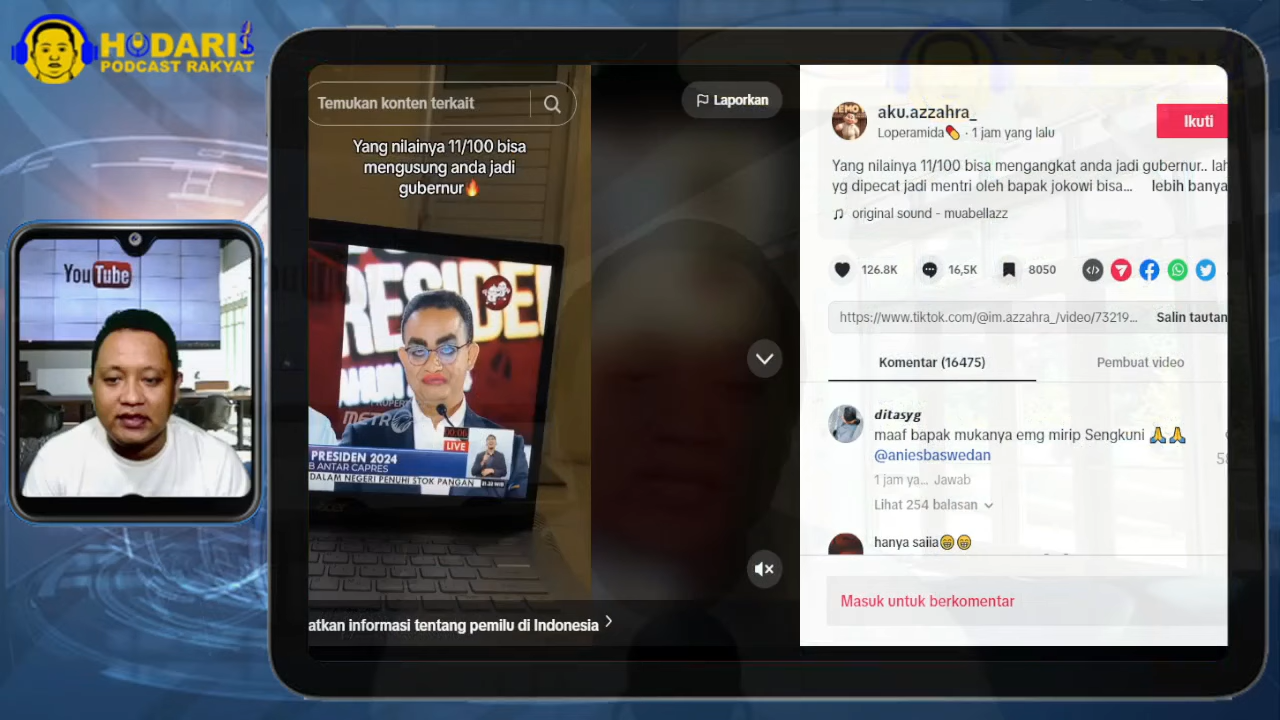 HODARI
PODCAST RAKYAT
YouTube
Temukan konten terkait
Laporkan
Yang nilainya 11/100 bisa
mengusung anda jadi
gubernur🔥
RESIDEN
METR
LIVE
PRESIDEN 2024
B ANTAR CAPRES
DALAM NEGERI PENUHI STOK PANGAN
acer
atkan informasi tentang pemilu di Indonesia
aku.azzahra_
Loperamida💊 · 1 jam yang lalu
Ikuti
Yang nilainya 11/100 bisa mengangkat anda jadi gubernur.. lah
yg dipecat jadi mentri oleh bapak jokowi bisa... lebih banya
original sound - muabellazz
126.8K
16,5K
8050
https://www.tiktok.com/@im.azzahra_/video/73219...
Salin tautan
Komentar (16475)
Pembuat video
ditasyg
maaf bapak mukanya emg mirip Sengkuni 🙏🙏
@aniesbaswedan
1 jam ya... Jawab
Lihat 254 balasan
hanya saiia😁😁
Masuk untuk berkomentar